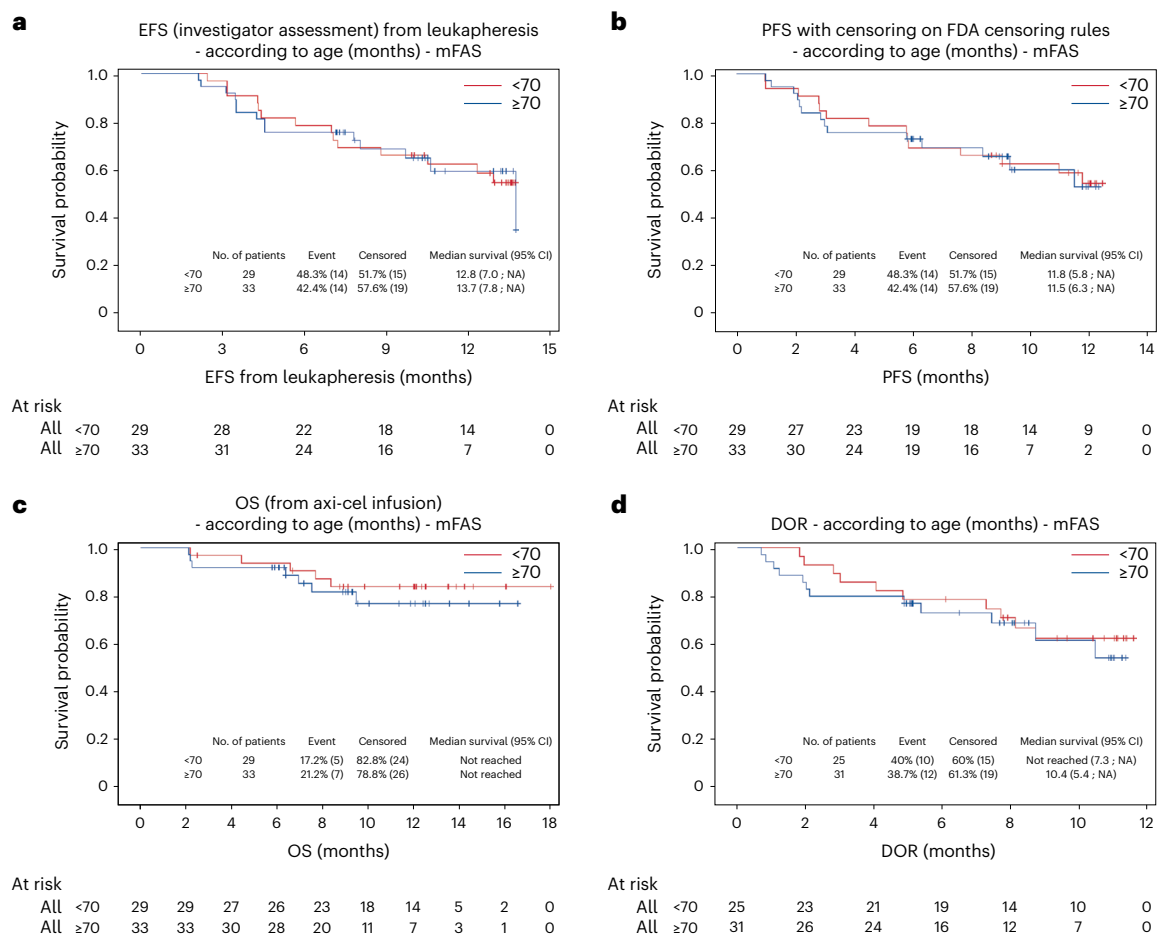 a
EFS (investigator assessment) from leukapheresis
- according to age (months) - mFAS
<70
≥70
Survival probability
1.0
0.8
0.6
0.4
0.2
0
No. of patients Event Censored Median survival (95% CI)
<70 29 48.3% (14) 51.7% (15) 12.8 (7.0 ; NA)
≥70 33 42.4% (14) 57.6% (19) 13.7 (7.8 ; NA)
0 3 6 9 12 15
EFS from leukapheresis (months)
At risk
All <70 29 28 22 18 14 0
All ≥70 33 31 24 16 7 0
b
PFS with censoring on FDA censoring rules
- according to age (months) - mFAS
<70
≥70
Survival probability
1.0
0.8
0.6
0.4
0.2
0
No. of patients Event Censored Median survival (95% CI)
<70 29 48.3% (14) 51.7% (15) 11.8 (5.8 ; NA)
≥70 33 42.4% (14) 57.6% (19) 11.5 (6.3 ; NA)
0 2 4 6 8 10 12 14
PFS (months)
At risk
All <70 29 27 23 19 18 14 9 0
All ≥70 33 30 24 19 16 7 2 0
c
OS (from axi-cel infusion)
- according to age (months) - mFAS
<70
≥70
Survival probability
1.0
0.8
0.6
0.4
0.2
0
No. of patients Event Censored Median survival (95% CI)
<70 29 17.2% (5) 82.8% (24) Not reached
≥70 33 21.2% (7) 78.8% (26) Not reached
0 2 4 6 8 10 12 14 16 18
OS (months)
At risk
All <70 29 29 27 26 23 18 14 5 2 0
All ≥70 33 33 30 28 20 11 7 3 1 0
d
DOR - according to age (months) - mFAS
<70
≥70
Survival probability
1.0
0.8
0.6
0.4
0.2
0
No. of patients Event Censored Median survival (95% CI)
<70 25 40% (10) 60% (15) Not reached (7.3 ; NA)
≥70 31 38.7% (12) 61.3% (19) 10.4 (5.4 ; NA)
0 2 4 6 8 10 12
DOR (months)
At risk
All <70 25 23 21 19 14 10 0
All ≥70 31 26 24 16 12 7 0